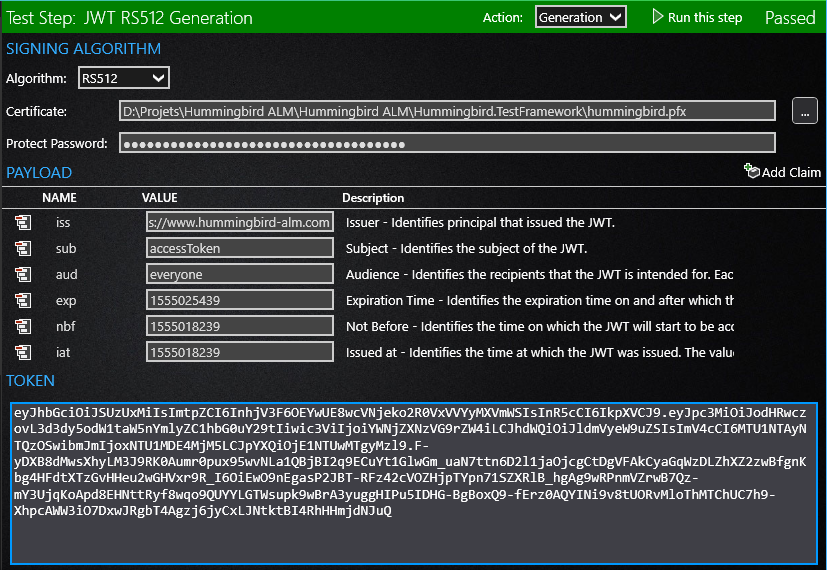 Test Step: JWT RS512 Generation Action: Generation Run this step Passed
SIGNING ALGORITHM
Algorithm: RS512
Certificate: D:\Projets\Hummingbird ALM\Hummingbird ALM\Hummingbird.TestFramework\hummingbird.pfx ...
Protect Password: ●●●●●●●●●●●●●●●●●●●●●●●●●●●●●●●●●●●●
PAYLOAD Add Claim
NAME VALUE Description
iss s://www.hummingbird-alm.com Issuer - Identifies principal that issued the JWT.
sub accessToken Subject - Identifies the subject of the JWT.
aud everyone Audience - Identifies the recipients that the JWT is intended for. Eac
exp 1555025439 Expiration Time - Identifies the expiration time on and after which th
nbf 1555018239 Not Before - Identifies the time on which the JWT will start to be acc
iat 1555018239 Issued at - Identifies the time at which the JWT was issued. The value
TOKEN
eyJhbGciOiJSUzUxMiIsImtpZCI6InhjV3F6OEYwUE8wcVNjeko2R0VxVVYyMXVmWSIsInR5cCI6IkpXVCJ9.eyJpc3MiOiJodHRwcz
ovL3d3dy5odW1taW5nYmlyZC1hbG0uY29tIiwic3ViIjoiYWNjZXNzVG9rZW4iLCJhdWQiOiJldmVyeW9uZSIsImV4cCI6MTU1NTAyN
TQzOSwibmJmIjoxNTU1MDE4MjM5LCJpYXQiOjE1NTUwMTgyMzl9.F-
yDXB8dMwsXhyLM3J9RK0Aumr0pux95wvNLa1QBjBI2q9ECuYt1GlwGm_uaN7ttn6D2l1jaOjcgCtDgVFAkCyaGqWzDLZhXZ2zwBfgnK
bg4HFdtXTzGvHHeu2wGHVxr9R_I6OiEwO9nEgasP2JBT-RFz42cVOZHjpTYpn71SZXRlB_hgAg9wRPnmVZrwB7Qz-
mY3UjqKoApd8EHNttRyf8wqo9QUYYLGTWsupk9wBrA3yuggHIPu5IDHG-BgBoxQ9-fErz0AQYINi9v8tUORvMloThMTChUC7h9-
XhpcAWW3iO7DxwJRgbT4Agzj6jyCxLJNtktBI4RhHHmjdNJuQ